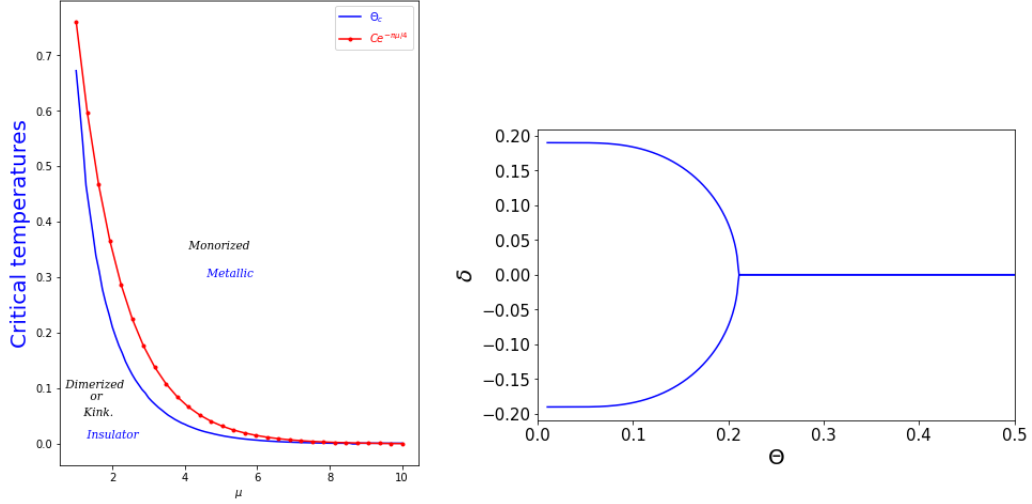 Critical temperatures
0.7
0.6
0.5
0.4
0.3
0.2
0.1
0.0
Θc
Ce^{-πμ/4}
Monorized
Metallic
Dimerized
or
Kink.
Insulator
2 4 6 8 10
μ
δ
0.20
0.15
0.10
0.05
0.00
−0.05
−0.10
−0.15
−0.20
0.0 0.1 0.2 0.3 0.4 0.5
Θ